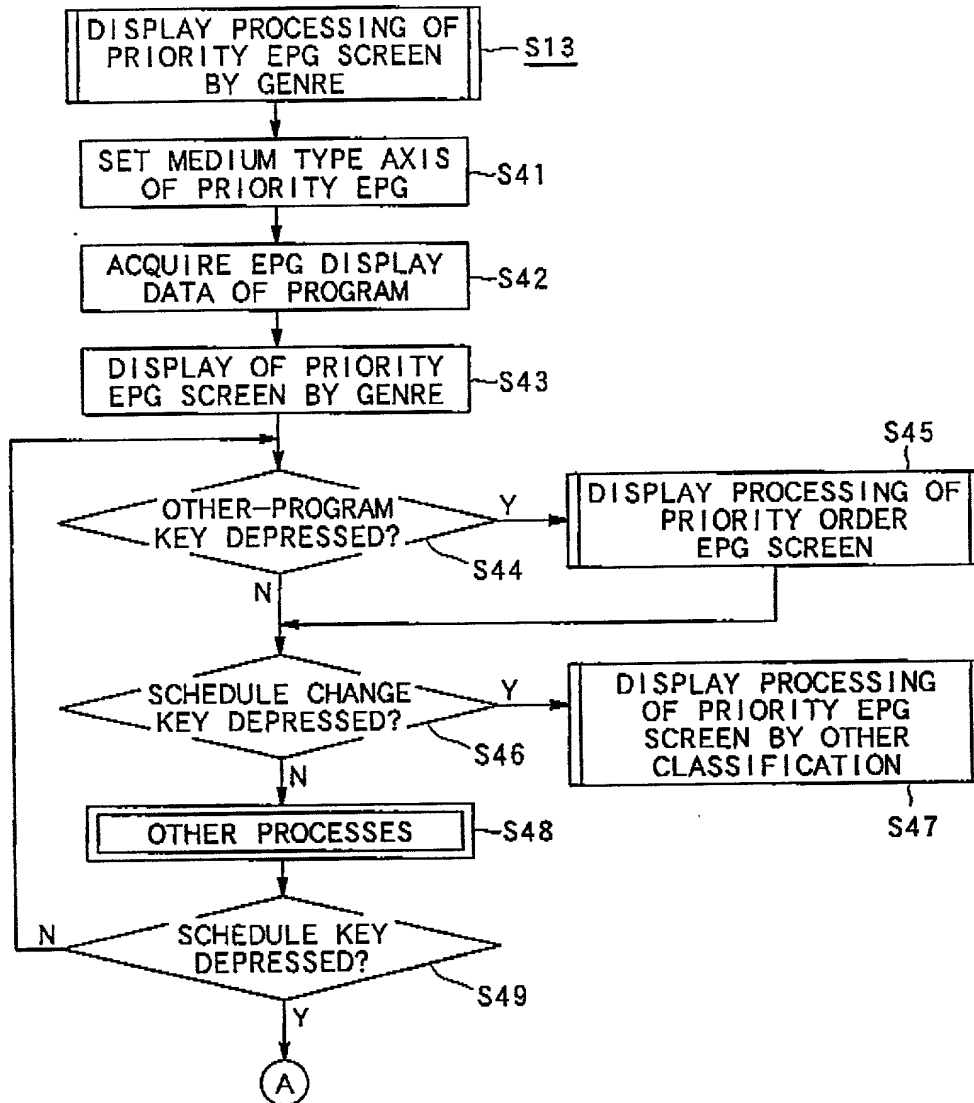 DISPLAY PROCESSING OF
PRIORITY EPG SCREEN
BY GENRE
S13
SET MEDIUM TYPE AXIS
OF PRIORITY EPG
S41
ACQUIRE EPG DISPLAY
DATA OF PROGRAM
S42
DISPLAY OF PRIORITY
EPG SCREEN BY GENRE
S43
OTHER-PROGRAM
KEY DEPRESSED?
S44
Y
N
S45
DISPLAY PROCESSING OF
PRIORITY ORDER
EPG SCREEN
SCHEDULE CHANGE
KEY DEPRESSED?
S46
Y
N
DISPLAY PROCESSING
OF PRIORITY EPG
SCREEN BY OTHER
CLASSIFICATION
S47
OTHER PROCESSES
S48
N
SCHEDULE KEY
DEPRESSED?
S49
Y
A